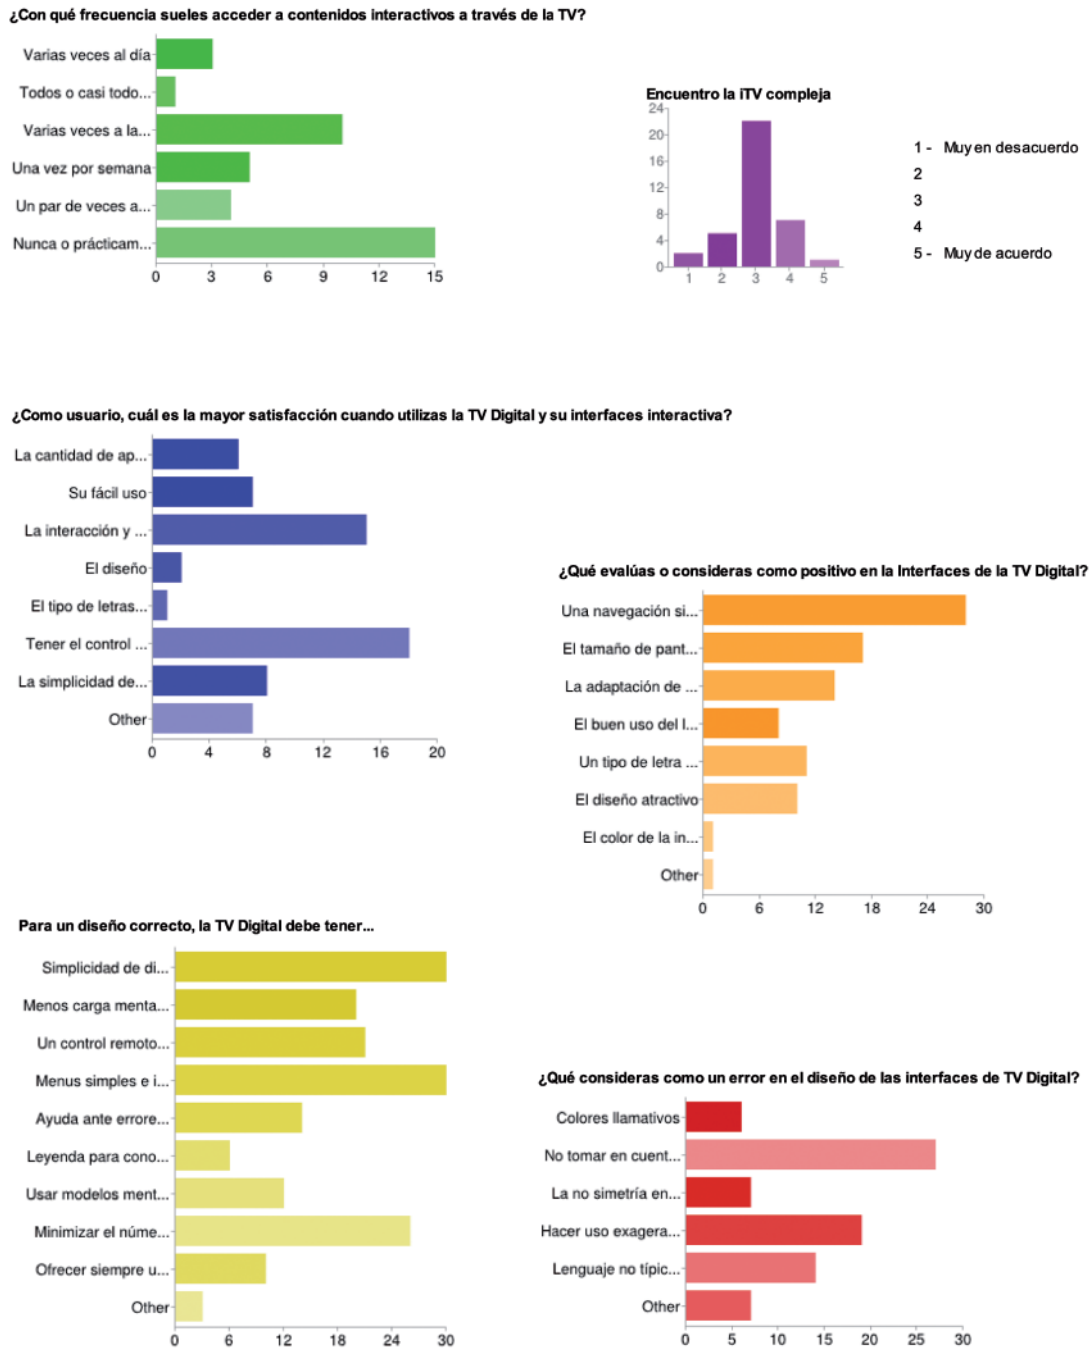 ¿Con qué frecuencia sueles acceder a contenidos interactivos a través de la TV?
Varias veces al día
Todos o casi todo...
Varias veces a la...
Una vez por semana
Un par de veces a...
Nunca o prácticam...
0 3 6 9 12 15
Encuentro la iTV compleja
24
20
16
12
8
4
0
1 2 3 4 5
1 - Muy en desacuerdo
2
3
4
5 - Muy de acuerdo
¿Como usuario, cuál es la mayor satisfacción cuando utilizas la TV Digital y su interfaces interactiva?
La cantidad de ap...
Su fácil uso
La interacción y ...
El diseño
El tipo de letras...
Tener el control ...
La simplicidad de...
Other
0 4 8 12 16 20
¿Qué evalúas o consideras como positivo en la Interfaces de la TV Digital?
Una navegación si...
El tamaño de pant...
La adaptación de ...
El buen uso del l...
Un tipo de letra ...
El diseño atractivo
El color de la in...
Other
0 6 12 18 24 30
Para un diseño correcto, la TV Digital debe tener...
Simplicidad de di...
Menos carga menta...
Un control remoto...
Menus simples e i...
Ayuda ante errore...
Leyenda para cono...
Usar modelos ment...
Minimizar el núme...
Ofrecer siempre u...
Other
0 6 12 18 24 30
¿Qué consideras como un error en el diseño de las interfaces de TV Digital?
Colores llamativos
No tomar en cuent...
La no simetría en...
Hacer uso exagera...
Lenguaje no típic...
Other
0 5 10 15 20 25 30